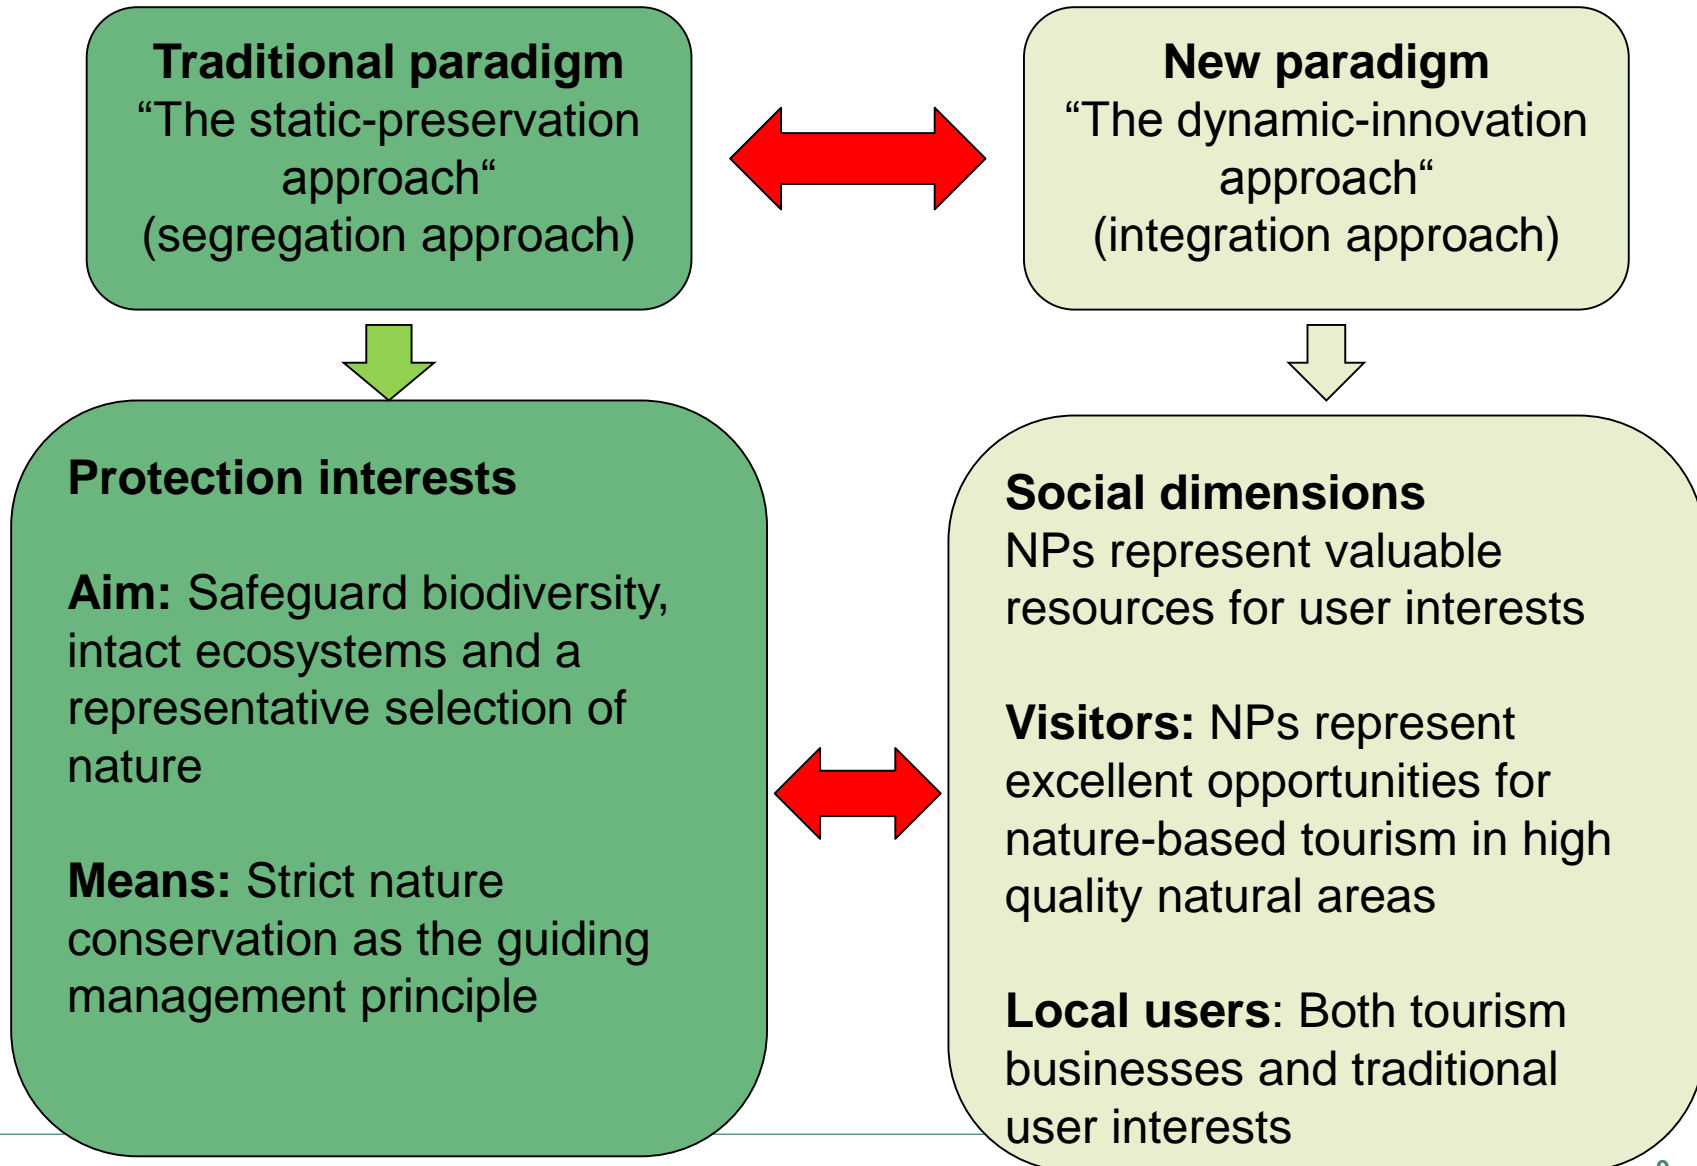 Traditional paradigm
“The static-preservation
approach“
(segregation approach)
New paradigm
“The dynamic-innovation
approach“
(integration approach)
Protection interests
Aim: Safeguard biodiversity,
intact ecosystems and a
representative selection of
nature
Means: Strict nature
conservation as the guiding
management principle
Social dimensions
NPs represent valuable
resources for user interests
Visitors: NPs represent
excellent opportunities for
nature-based tourism in high
quality natural areas
Local users: Both tourism
businesses and traditional
user interests